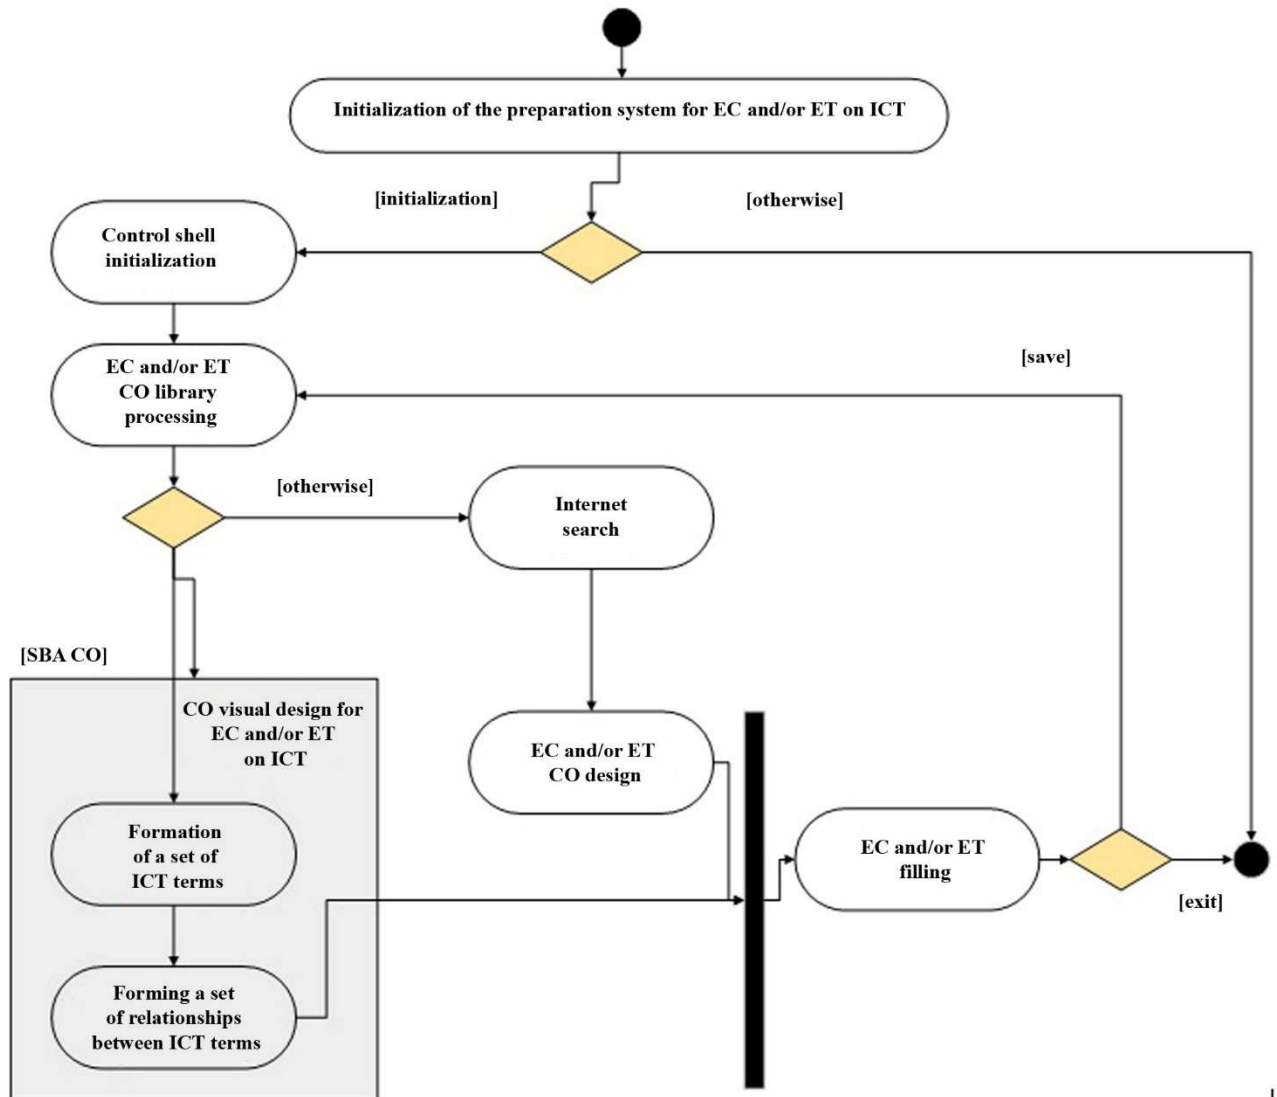 Initialization of the preparation system for EC and/or ET on ICT
[initialization]
[otherwise]
Control shell
initialization
EC and/or ET
CO library
processing
[save]
[otherwise]
Internet
search
[SBA CO]
CO visual design for
EC and/or ET
on ICT
EC and/or ET
CO design
Formation
of a set of
ICT terms
EC and/or ET
filling
[exit]
Forming a set
of relationships
between ICT terms